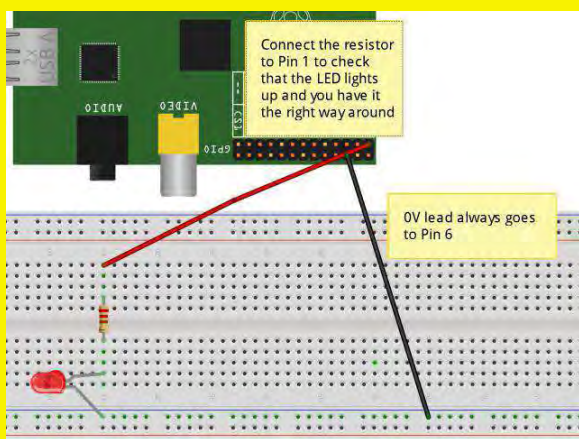 Connect the resistor
to Pin 1 to check
that the LED lights
up and you have it
the right way around
2x
USB A
AUDIO
VIDEO
CSI
GPIO
0V lead always goes
to Pin 6